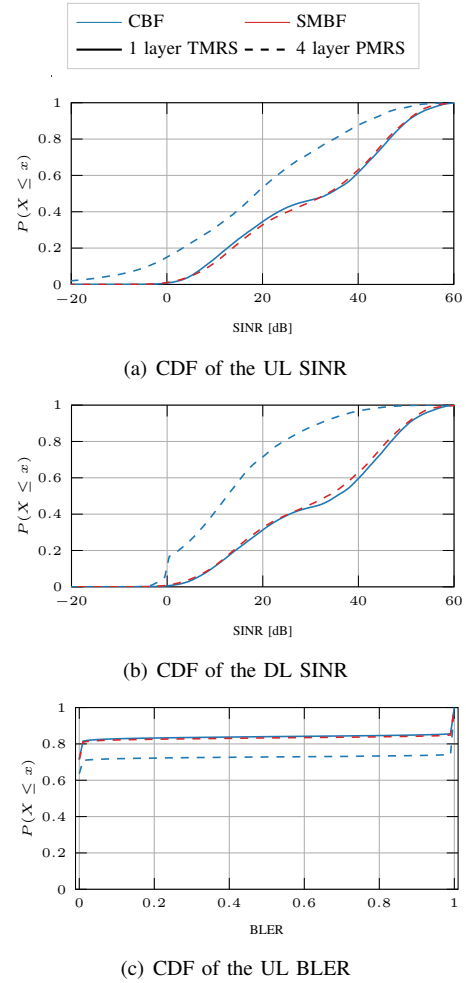 CBF SMBF
1 layer TMRS 4 layer PMRS
1
0.8
0.6
0.4
0.2
0
P(X ≤ x)
−20 0 20 40 60
SINR [dB]
(a) CDF of the UL SINR
1
0.8
0.6
0.4
0.2
0
P(X ≤ x)
−20 0 20 40 60
SINR [dB]
(b) CDF of the DL SINR
1
0.8
0.6
0.4
0.2
0
P(X ≤ x)
0 0.2 0.4 0.6 0.8 1
BLER
(c) CDF of the UL BLER